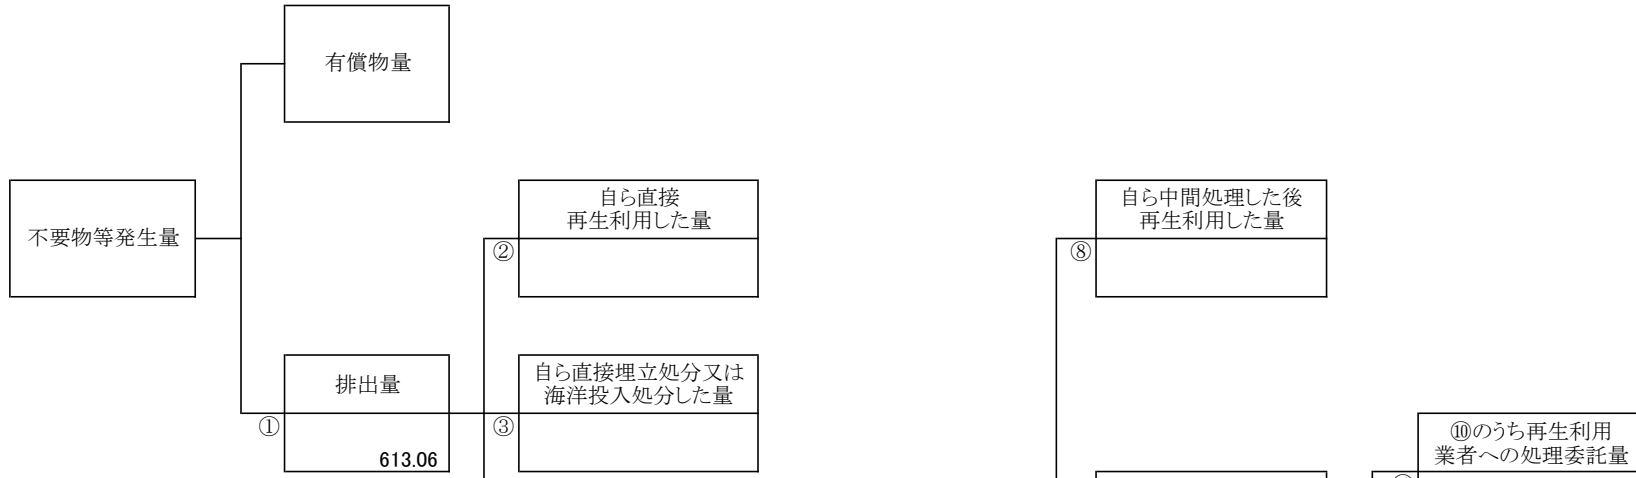 有償物量
不要物等発生量
自ら直接
再生利用した量
②
自ら中間処理した後
再生利用した量
⑧
排出量
①
613.06
自ら直接埋立処分又は
海洋投入処分した量
③
⑩のうち再生利用
業者への処理委託量